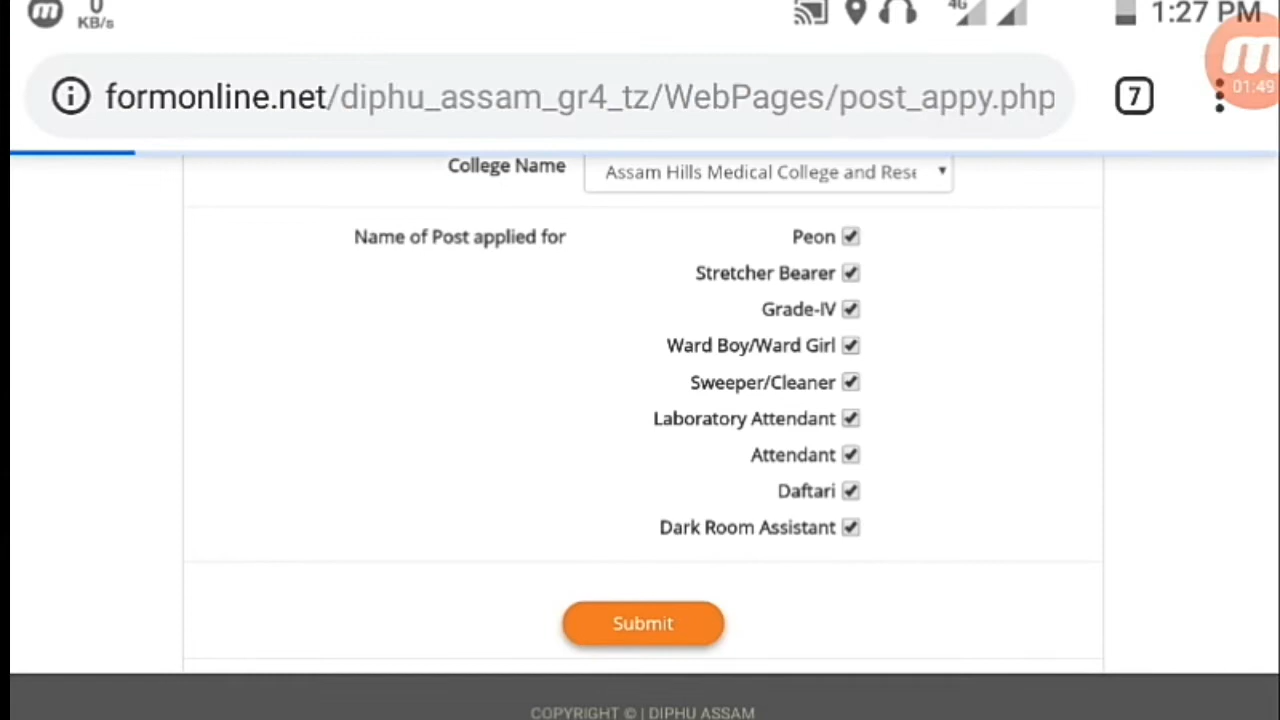 0
KB/s
4G
1:27 PM
formonline.net/diphu_assam_gr4_tz/WebPages/post_appy.php
7
01:49
College Name
Assam Hills Medical College and Rese
Name of Post applied for
Peon
Stretcher Bearer
Grade-IV
Ward Boy/Ward Girl
Sweeper/Cleaner
Laboratory Attendant
Attendant
Daftari
Dark Room Assistant
Submit
COPYRIGHT © | DIPHU ASSAM